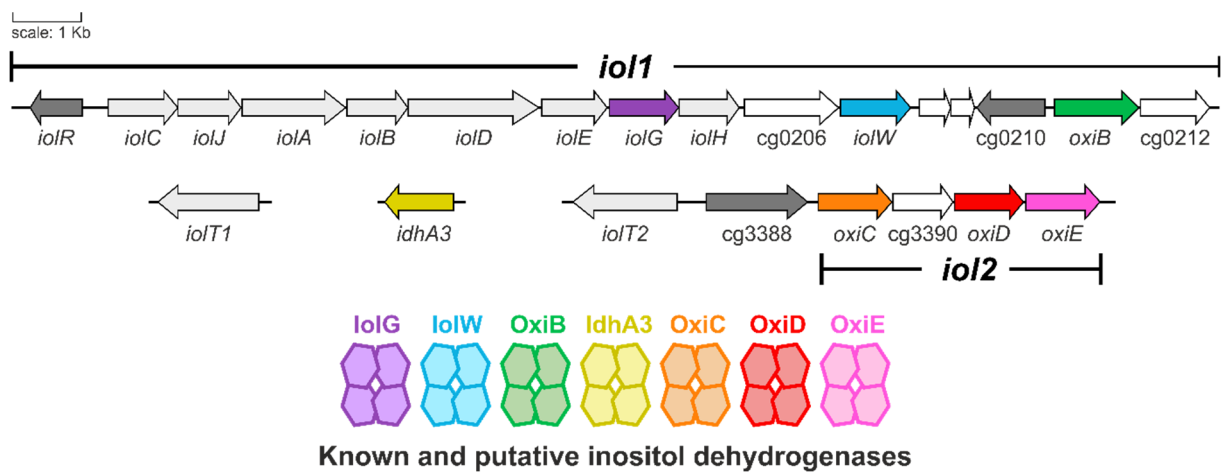 scale: 1 Kb
iol1
iolR iolC iolJ iolA iolB iolD iolE iolG iolH cg0206 iolW cg0210 oxiB cg0212
iolT1 idhA3 iolT2 cg3388 oxiC cg3390 oxiD oxiE
iol2
IolG IolW OxiB IdhA3 OxiC OxiD OxiE
Known and putative inositol dehydrogenases